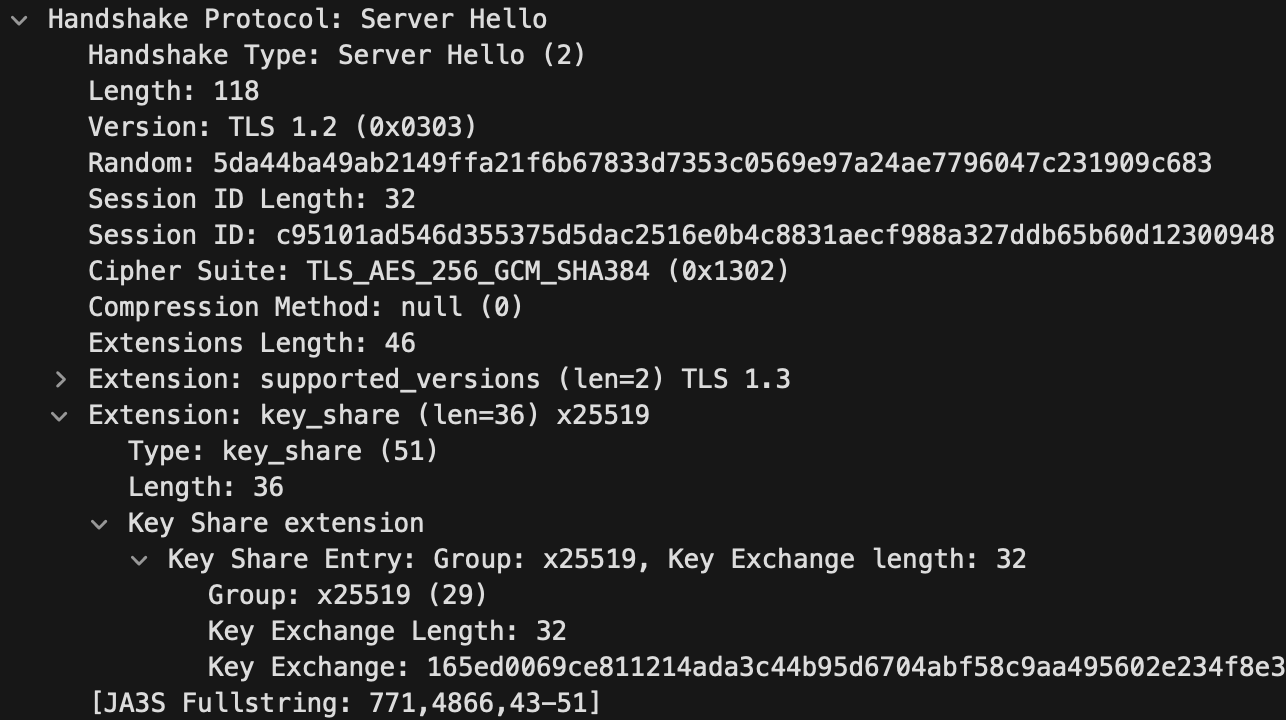 Handshake Protocol: Server Hello
Handshake Type: Server Hello (2)
Length: 118
Version: TLS 1.2 (0x0303)
Random: 5da44ba49ab2149ffa21f6b67833d7353c0569e97a24ae7796047c231909c683
Session ID Length: 32
Session ID: c95101ad546d355375d5dac2516e0b4c8831aecf988a327ddb65b60d12300948
Cipher Suite: TLS_AES_256_GCM_SHA384 (0x1302)
Compression Method: null (0)
Extensions Length: 46
Extension: supported_versions (len=2) TLS 1.3
Extension: key_share (len=36) x25519
Type: key_share (51)
Length: 36
Key Share extension
Key Share Entry: Group: x25519, Key Exchange length: 32
Group: x25519 (29)
Key Exchange Length: 32
Key Exchange: 165ed0069ce811214ada3c44b95d6704abf58c9aa495602e234f8e3
[JA3S Fullstring: 771,4866,43-51]